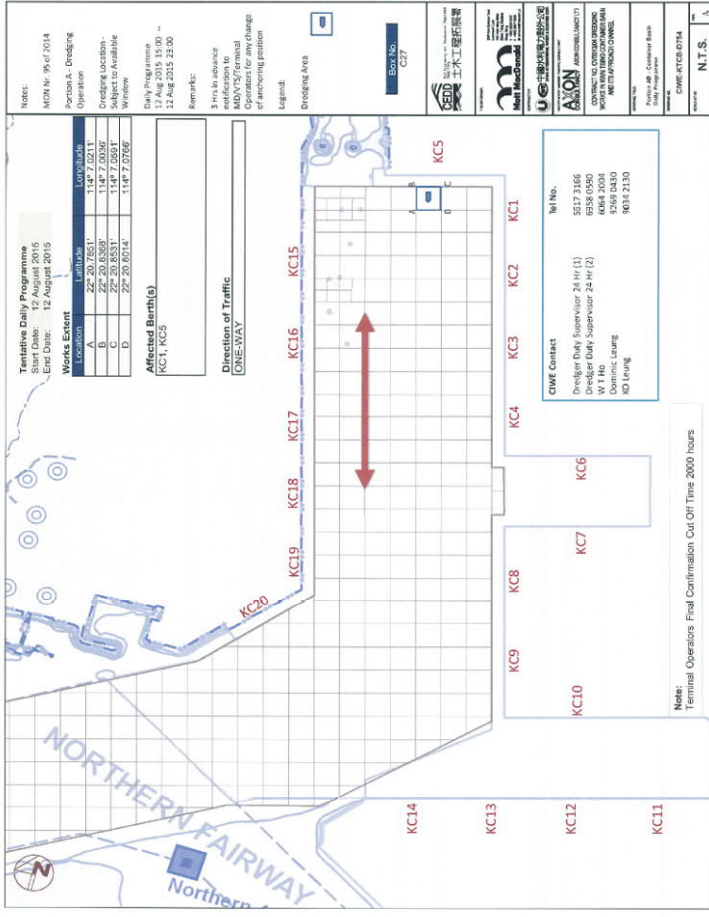 Tentative Daily Programme
Start Date: 12 August 2015
End Date: 12 August 2015
Works Extent
Location Latitude Longitude
A 22° 20.7851' 114° 7.0211'
B 22° 20.8368' 114° 7.0036'
C 22° 20.8531' 114° 7.0591'
D 22° 20.8014' 114° 7.0766'
Affected Berth(s)
KC1, KC5
Direction of Traffic
ONE-WAY
Notes:
MDN Nr. 95 of 2014
Portion A - Dredging
Operation
Dredging Location -
Subject to Available
Window
Daily Programme
12 Aug 2015 15:00 --
12 Aug 2015 23:00
Remarks:
3 Hrs in advance
notification to
MD/VTS/Terminal
Operators for any change
of anchoring position
Legend:
Dredging Area
Box No.
C27
N
NORTHERN FAIRWAY
Northern
KC20
KC19
KC18
KC17
KC16
KC15
KC5
A
B
C
D
KC14
KC13
KC12
KC11
KC10
KC9
KC8
KC7
KC6
KC4
KC3
KC2
KC1
CIWE Contact Tel No.
Dredger Duty Supervisor 24 Hr (1) 5517 3166
Dredger Duty Supervisor 24 Hr (2) 6358 0590
W T Ho 6064 2004
Dominic Leung 9269 0430
KO Leung 9034 2130
Note:
Terminal Operators Final Confirmation Cut Off Time 2000 hours
CEDD 土木工程拓展署
Mott MacDonald
AXON
Portion AB - Container Basin
Daily Programme
CIWE-KTCB-D754
N.T.S.